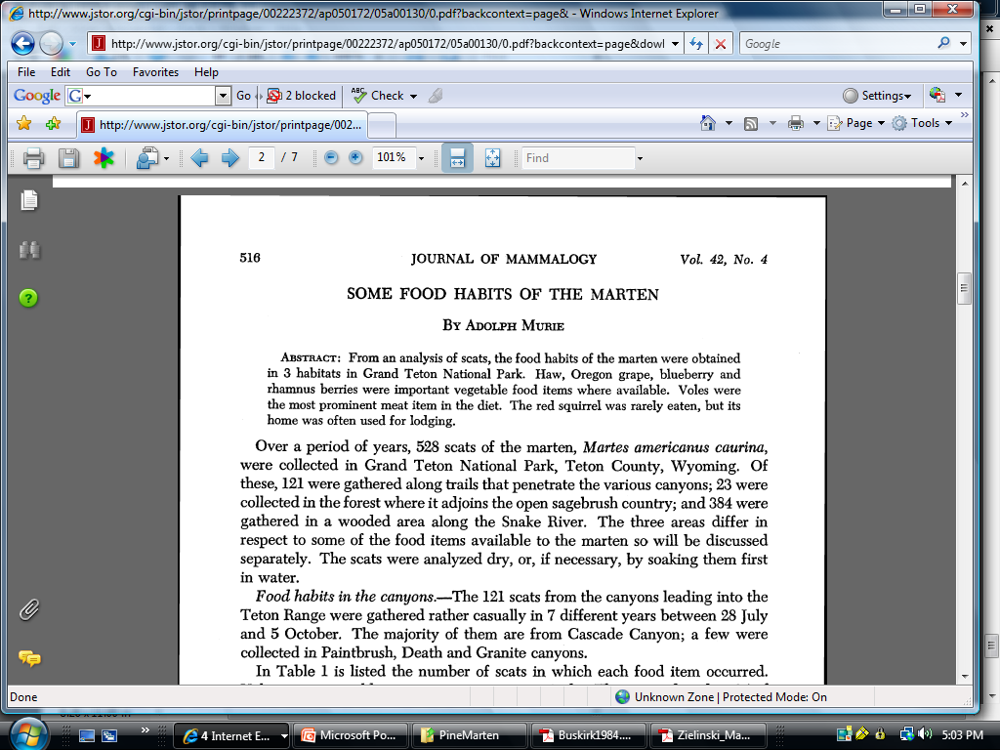 http://www.jstor.org/cgi-bin/jstor/printpage/00222372/ap050172/05a00130/0.pdf?backcontext=page& - Windows Internet Explorer
http://www.jstor.org/cgi-bin/jstor/printpage/00222372/ap050172/05a00130/0.pdf?backcontext=page&dowl
Google
File Edit Go To Favorites Help
Google G Go 2 blocked ABC Check Settings
J http://www.jstor.org/cgi-bin/jstor/printpage/002... Page Tools
2 / 7 101% Find
516 JOURNAL OF MAMMALOGY Vol. 42, No. 4
SOME FOOD HABITS OF THE MARTEN
By Adolph Murie
Abstract: From an analysis of scats, the food habits of the marten were obtained
in 3 habitats in Grand Teton National Park. Haw, Oregon grape, blueberry and
rhamnus berries were important vegetable food items where available. Voles were
the most prominent meat item in the diet. The red squirrel was rarely eaten, but its
home was often used for lodging.
Over a period of years, 528 scats of the marten, Martes americanus caurina,
were collected in Grand Teton National Park, Teton County, Wyoming. Of
these, 121 were gathered along trails that penetrate the various canyons; 23 were
collected in the forest where it adjoins the open sagebrush country; and 384 were
gathered in a wooded area along the Snake River. The three areas differ in
respect to some of the food items available to the marten so will be discussed
separately. The scats were analyzed dry, or, if necessary, by soaking them first
in water.
Food habits in the canyons.—The 121 scats from the canyons leading into the
Teton Range were gathered rather casually in 7 different years between 28 July
and 5 October. The majority of them are from Cascade Canyon; a few were
collected in Paintbrush, Death and Granite canyons.
In Table 1 is listed the number of scats in which each food item occurred.
Done Unknown Zone | Protected Mode: On
4 Internet E... Microsoft Po... PineMarten Buskirk1984.... Zielinski_Ma... 5:03 PM